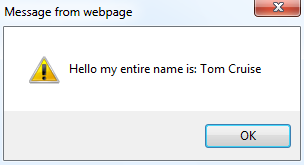 Message from webpage
Hello my entire name is: Tom Cruise
OK